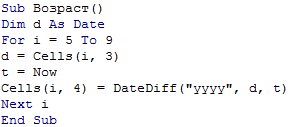 Sub Возраст()
Dim d As Date
For i = 5 To 9
d = Cells(i, 3)
t = Now
Cells(i, 4) = DateDiff("yyyy", d, t)
Next i
End Sub